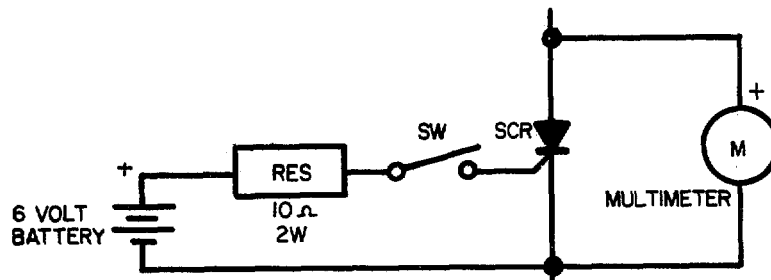 SW
SCR
+
+
RES
M
10 Ω
2W
6 VOLT
BATTERY
MULTIMETER